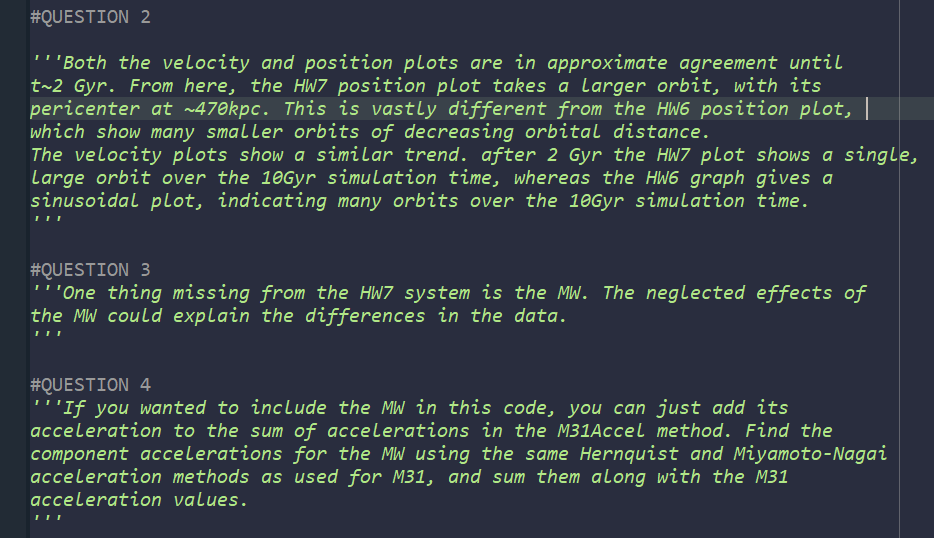 #QUESTION 2
'''Both the velocity and position plots are in approximate agreement until
t~2 Gyr. From here, the HW7 position plot takes a larger orbit, with its
pericenter at ~470kpc. This is vastly different from the HW6 position plot,
which show many smaller orbits of decreasing orbital distance.
The velocity plots show a similar trend. after 2 Gyr the HW7 plot shows a single,
large orbit over the 10Gyr simulation time, whereas the HW6 graph gives a
sinusoidal plot, indicating many orbits over the 10Gyr simulation time.
'''
#QUESTION 3
'''One thing missing from the HW7 system is the MW. The neglected effects of
the MW could explain the differences in the data.
'''
#QUESTION 4
'''If you wanted to include the MW in this code, you can just add its
acceleration to the sum of accelerations in the M31Accel method. Find the
component accelerations for the MW using the same Hernquist and Miyamoto-Nagai
acceleration methods as used for M31, and sum them along with the M31
acceleration values.
'''